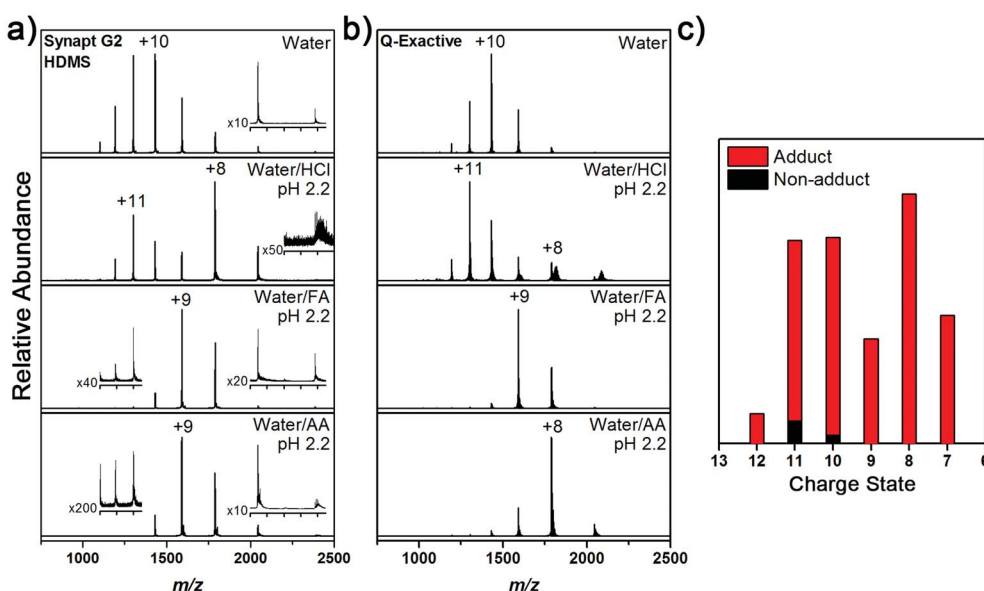 a)
Synapt G2
HDMS
+10
Water
x10
Water/HCl
pH 2.2
+8
+11
x50
Water/FA
pH 2.2
+9
x40
x20
Water/AA
pH 2.2
+9
x200
x10
1000 1500 2000 2500
m/z
Relative Abundance
b)
Q-Exactive
+10
Water
Water/HCl
pH 2.2
+11
+8
Water/FA
pH 2.2
+9
Water/AA
pH 2.2
+8
1000 1500 2000 2500
m/z
c)
Adduct
Non-adduct
13 12 11 10 9 8 7 6
Charge State